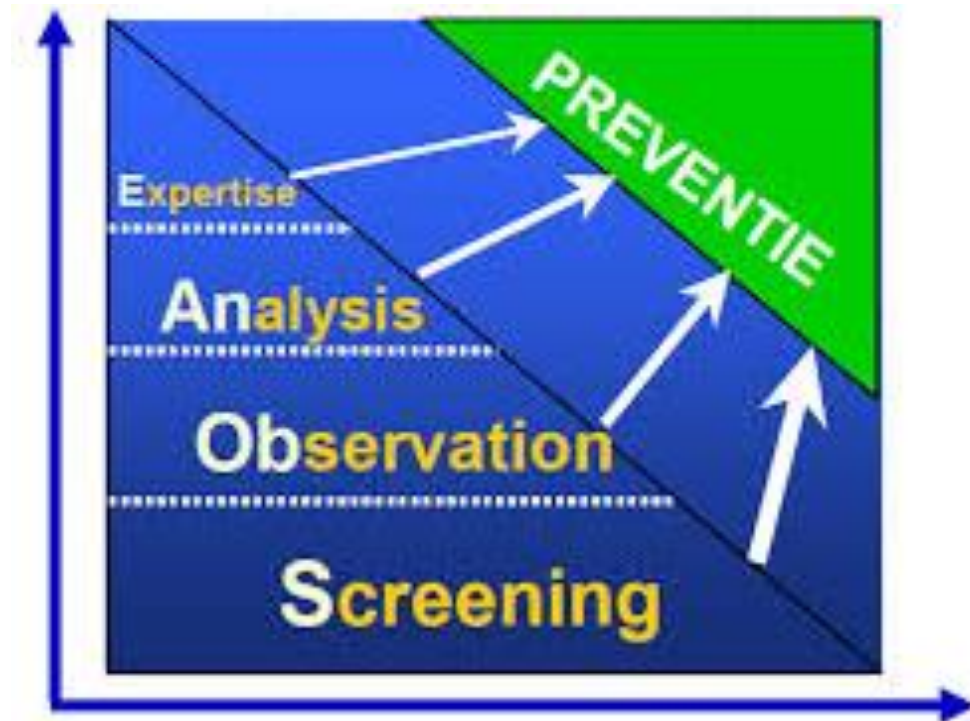 PREVENTIE
Expertise
ANalysis
Observation
Screening